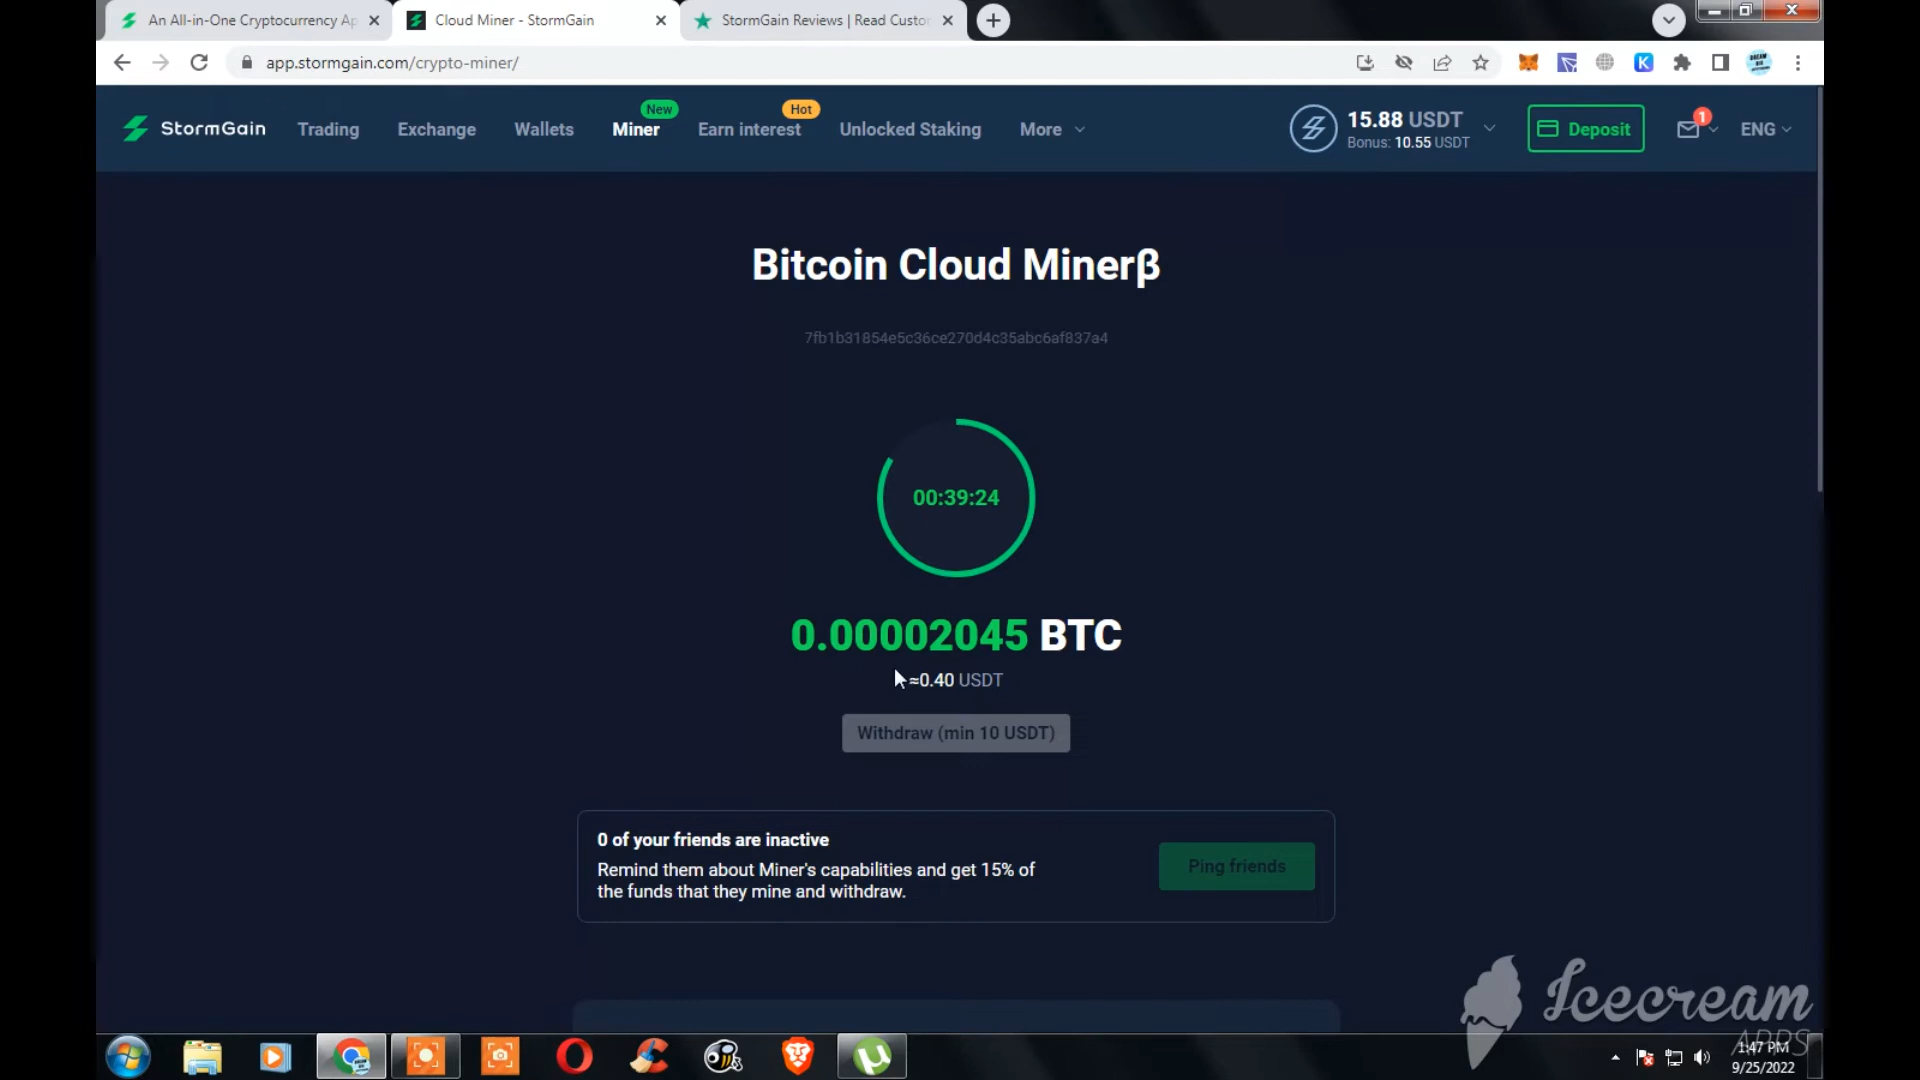 An All-in-One Cryptocurrency Ap
Cloud Miner - StormGain
StormGain Reviews | Read Custo
app.stormgain.com/crypto-miner/
StormGain
Trading
Exchange
Wallets
New
Miner
Hot
Earn interest
Unlocked Staking
More
15.88 USDT
Bonus: 10.55 USDT
Deposit
1
ENG
Bitcoin Cloud Minerβ
7fb1b31854e5c36ce270d4c35abc6af837a4
00:39:24
0.00002045 BTC
≈0.40 USDT
Withdraw (min 10 USDT)
0 of your friends are inactive
Remind them about Miner's capabilities and get 15% of
the funds that they mine and withdraw.
Ping friends
Icecream
APPS
1:47 PM
9/25/2022